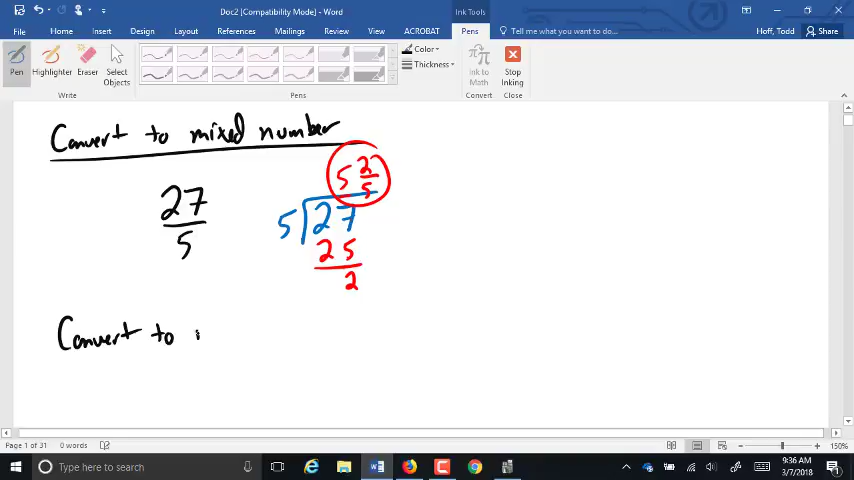 Doc2 [Compatibility Mode] - Word
Ink Tools
Hoff, Todd
File Home Insert Design Layout References Mailings Review View ACROBAT Pens Tell me what you want to do... Share
Pen Highlighter Eraser Select Objects
Color
Thickness
Ink to Math
Stop Inking
Write Pens Convert Close
Convert to mixed number
27
5
5 2/5
5 27
25
2
Convert to
Page 1 of 31 0 words
150%
Type here to search
9:36 AM
3/7/2018
1